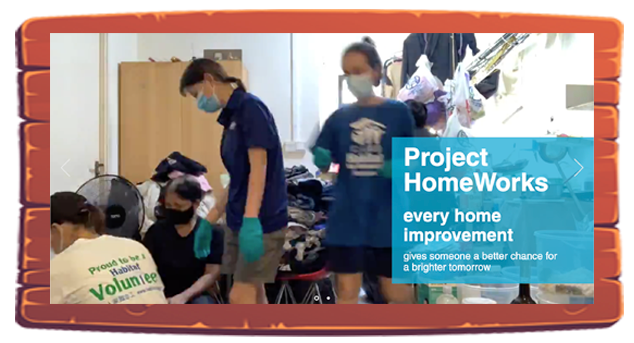 Project
HomeWorks
every home
improvement
gives someone a better chance for
a brighter tomorrow
Proud to be a
Habitat
Volunteer